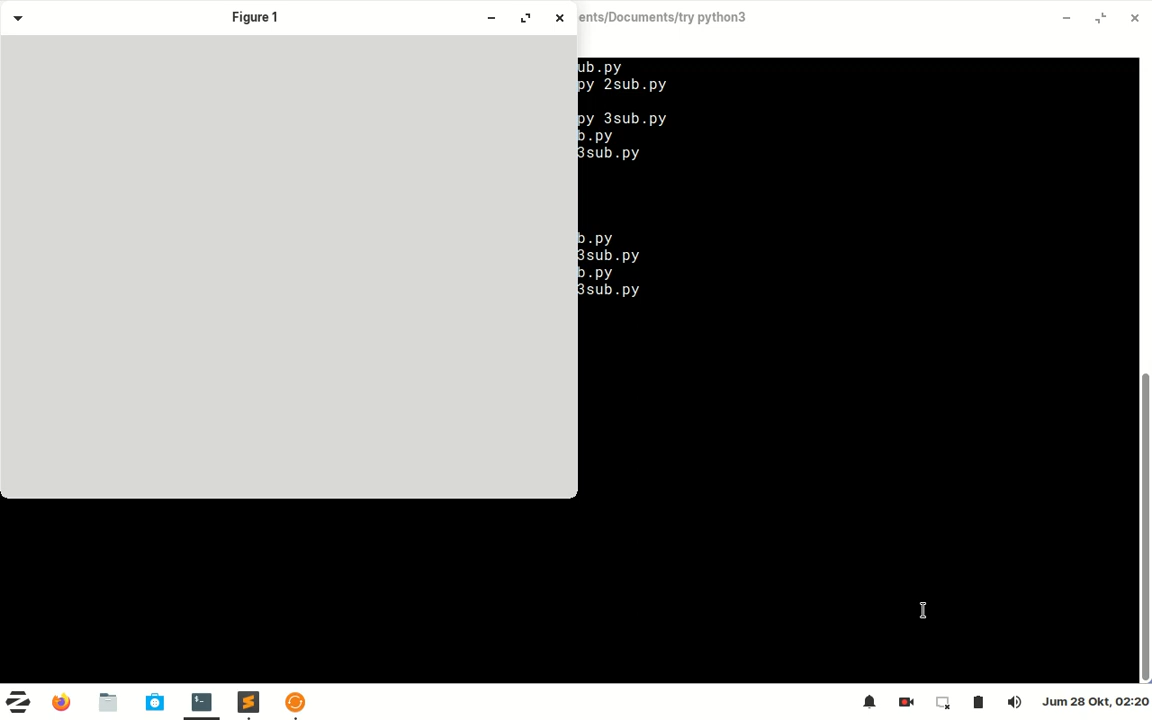 Figure 1
ents/Documents/try python3
ub.py
py 2sub.py
py 3sub.py
b.py
3sub.py
b.py
3sub.py
b.py
3sub.py
$-
Jum 28 Okt, 02:20